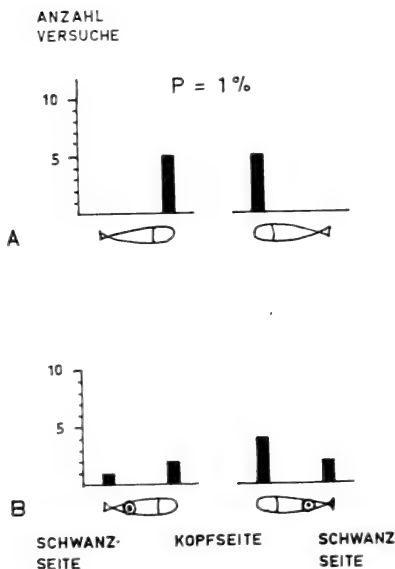 ANZAHL
VERSUCHE
P = 1%
10
5
A
10
5
B
SCHWANZ-
SEITE
KOPFSEITE
SCHWANZ
SEITE